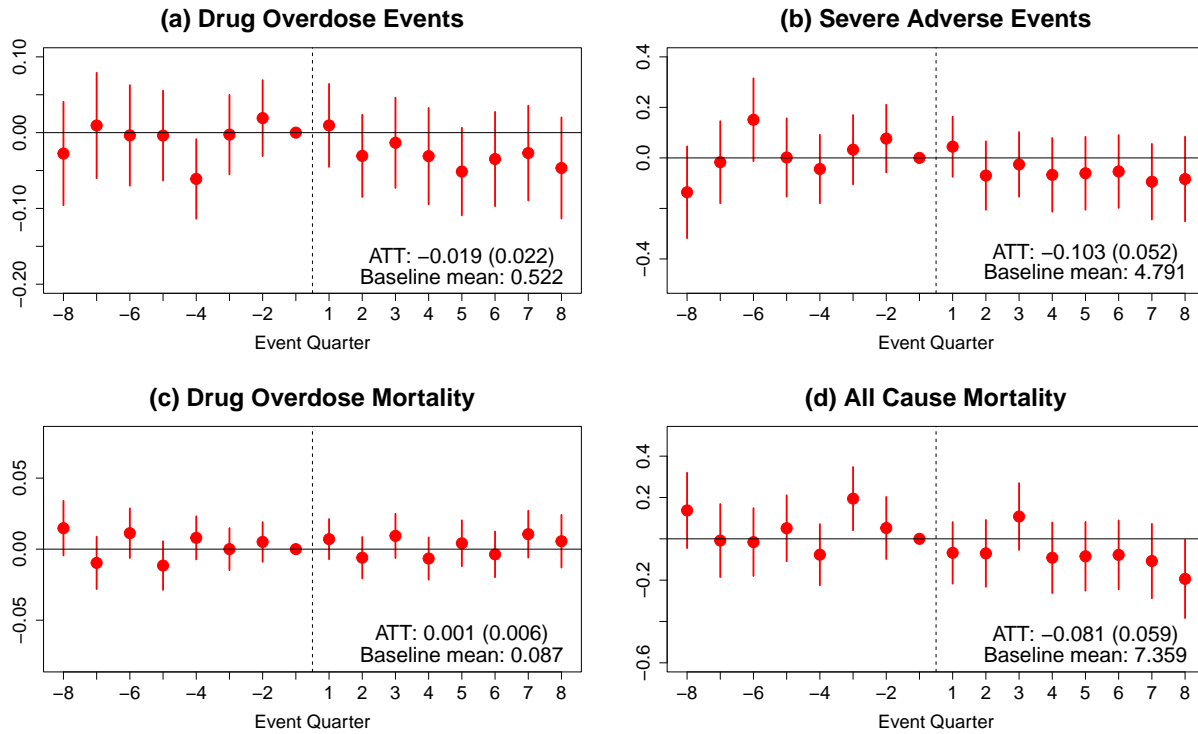 (a) Drug Overdose Events
0.10
0.00
−0.10
−0.20
ATT: −0.019 (0.022)
Baseline mean: 0.522
−8 −6 −4 −2 1 2 3 4 5 6 7 8
Event Quarter
(b) Severe Adverse Events
0.4
0.2
0.0
−0.4
ATT: −0.103 (0.052)
Baseline mean: 4.791
−8 −6 −4 −2 1 2 3 4 5 6 7 8
Event Quarter
(c) Drug Overdose Mortality
0.05
0.00
−0.05
ATT: 0.001 (0.006)
Baseline mean: 0.087
−8 −6 −4 −2 1 2 3 4 5 6 7 8
Event Quarter
(d) All Cause Mortality
0.4
0.2
−0.2
−0.6
ATT: −0.081 (0.059)
Baseline mean: 7.359
−8 −6 −4 −2 1 2 3 4 5 6 7 8
Event Quarter